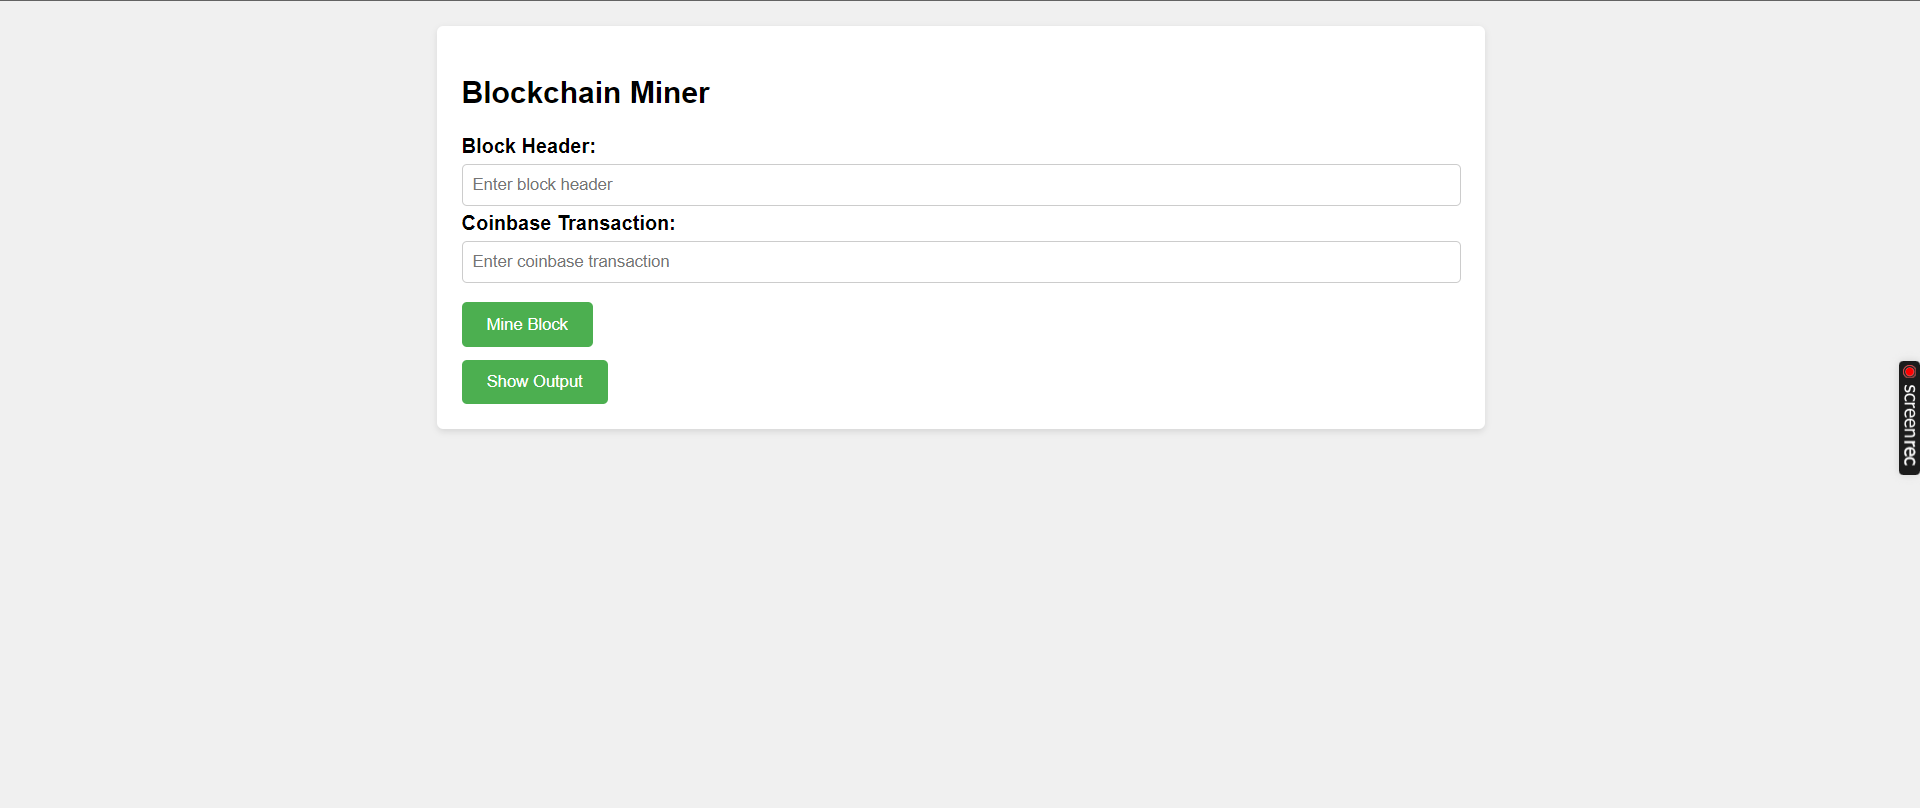 Blockchain Miner
Block Header:
Enter block header
Coinbase Transaction:
Enter coinbase transaction
Mine Block
Show Output
screenrec